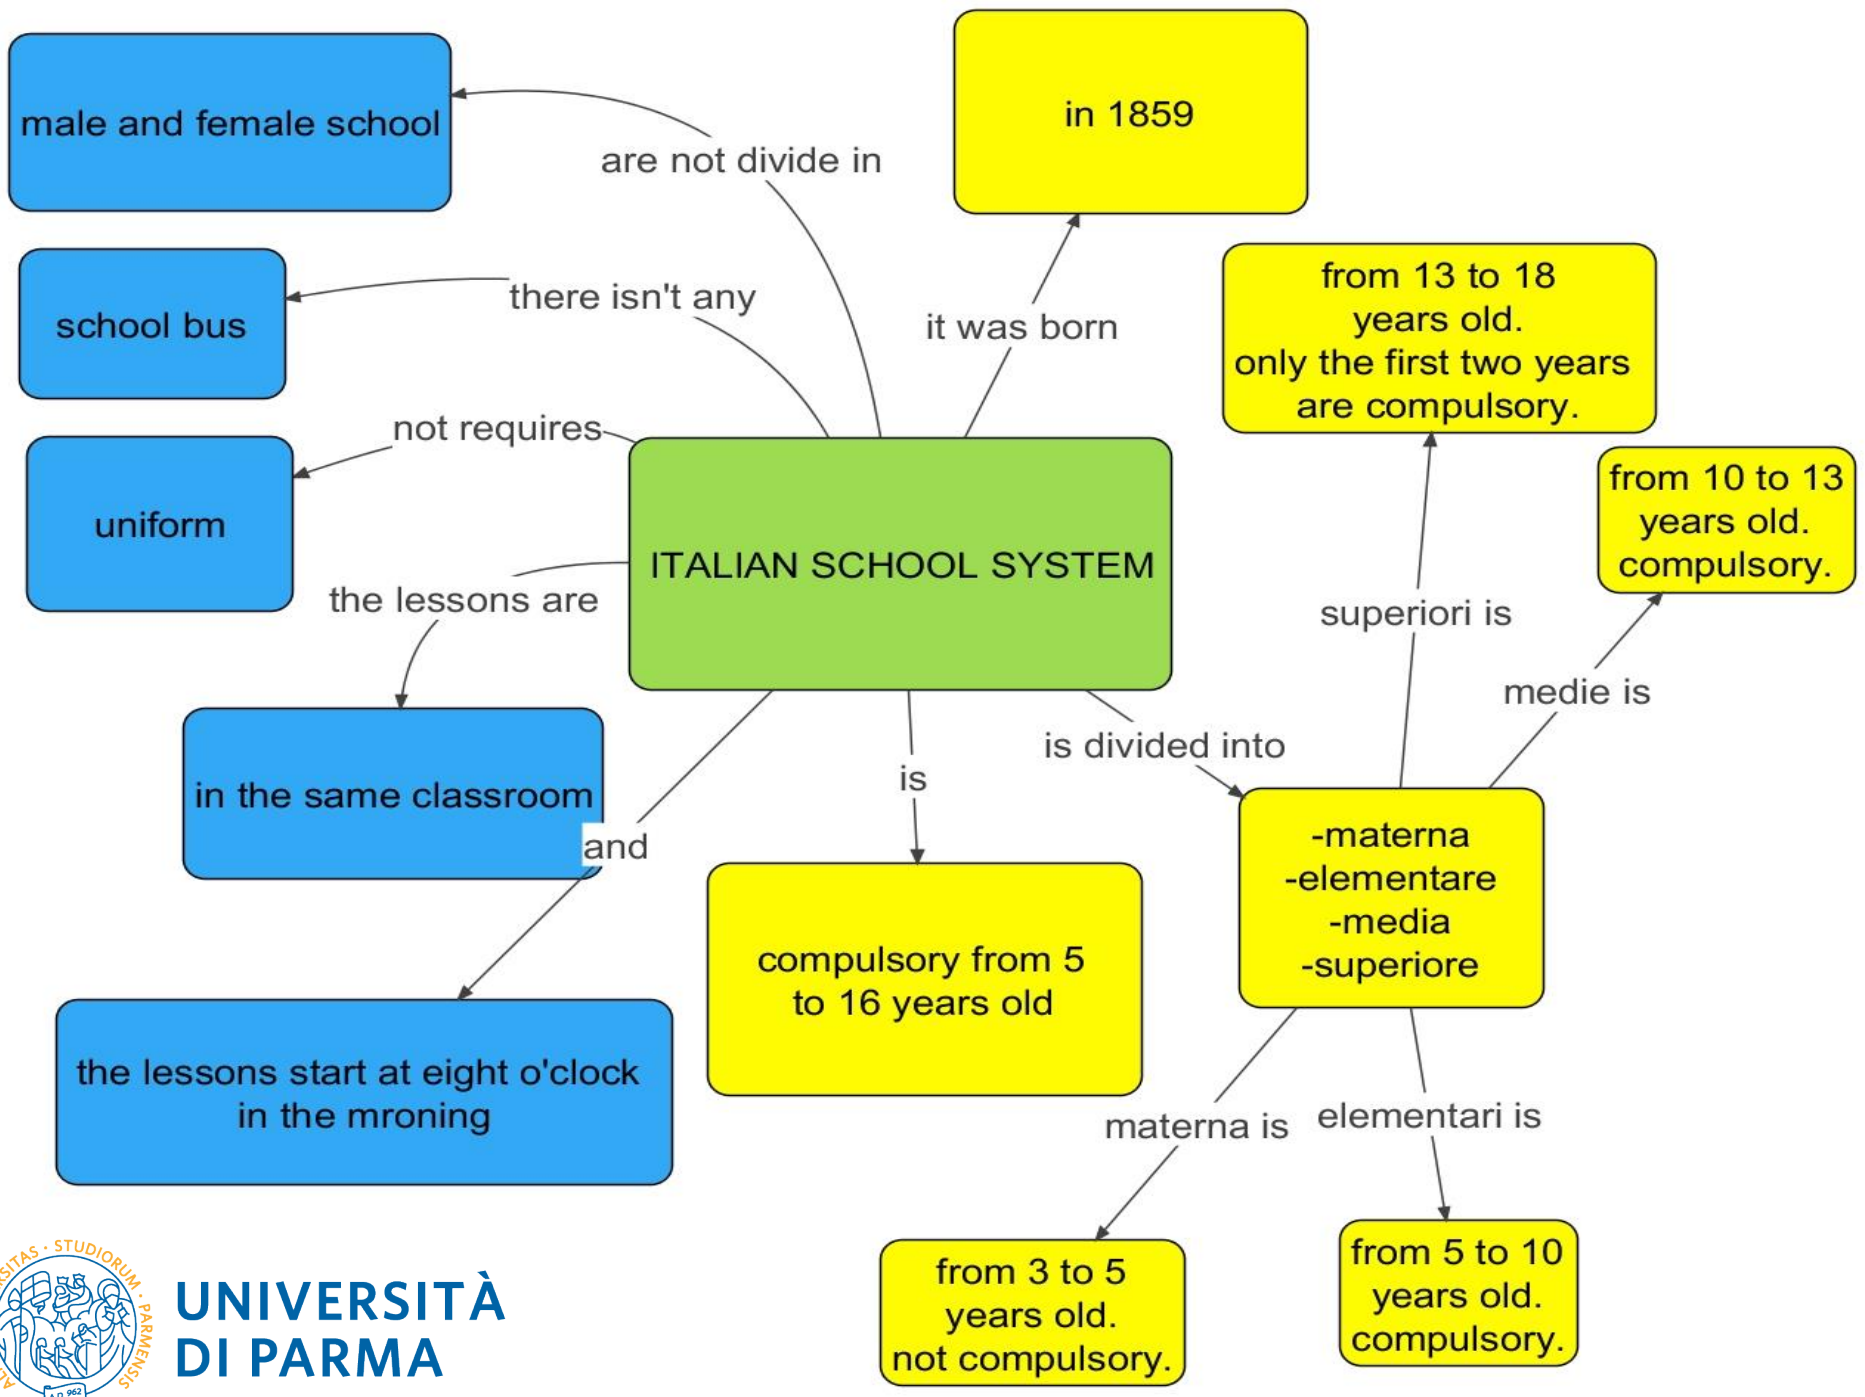 male and female school
are not divide in
in 1859
school bus
there isn't any
it was born
from 13 to 18
years old.
only the first two years
are compulsory.
uniform
not requires
from 10 to 13
years old.
compulsory.
ITALIAN SCHOOL SYSTEM
the lessons are
superiori is
medie is
in the same classroom
and
is
is divided into
-materna
-elementare
-media
-superiore
compulsory from 5
to 16 years old
the lessons start at eight o'clock
in the mroning
materna is
elementari is
from 3 to 5
years old.
not compulsory.
from 5 to 10
years old.
compulsory.
STUDIORUM · PARMENSIS
962
UNIVERSITÀ
DI PARMA